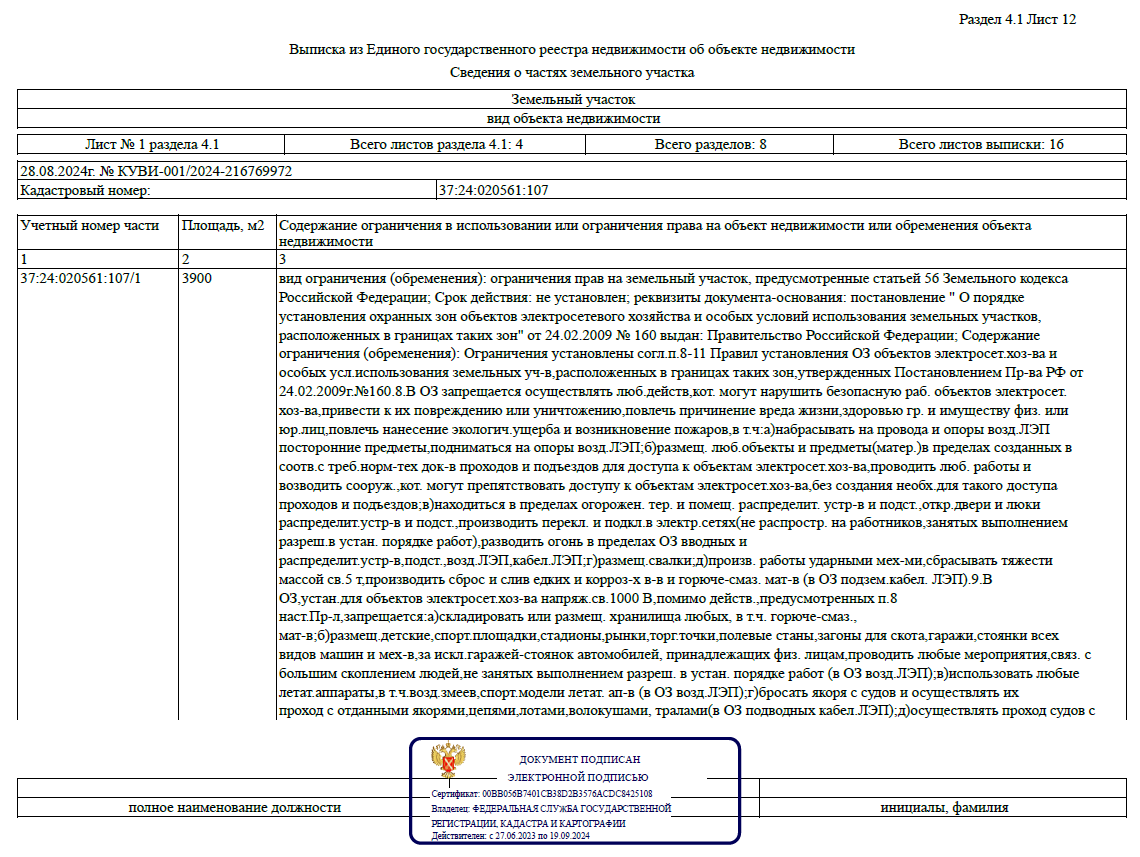 Раздел 4.1 Лист 12
Выписка из Единого государственного реестра недвижимости об объекте недвижимости
Сведения о частях земельного участка
Земельный участок
вид объекта недвижимости
Лист № 1 раздела 4.1 Всего листов раздела 4.1: 4 Всего разделов: 8 Всего листов выписки: 16
28.08.2024г. № КУВИ-001/2024-216769972
Кадастровый номер: 37:24:020561:107
Учетный номер части Площадь, м2 Содержание ограничения в использовании или ограничения права на объект недвижимости или обременения объекта
недвижимости
1 2 3
37:24:020561:107/1 3900 вид ограничения (обременения): ограничения прав на земельный участок, предусмотренные статьей 56 Земельного кодекса
Российской Федерации; Срок действия: не установлен; реквизиты документа-основания: постановление " О порядке
установления охранных зон объектов электросетевого хозяйства и особых условий использования земельных участков,
расположенных в границах таких зон" от 24.02.2009 № 160 выдан: Правительство Российской Федерации; Содержание
ограничения (обременения): Ограничения установлены согл.п.8-11 Правил установления ОЗ объектов электросет.хоз-ва и
особых усл.использования земельных уч-в,расположенных в границах таких зон,утвержденных Постановлением Пр-ва РФ от
24.02.2009г.№160.8.В ОЗ запрещается осуществлять люб.действ,кот. могут нарушить безопасную раб. объектов электросет.
хоз-ва,привести к их повреждению или уничтожению,повлечь причинение вреда жизни,здоровью гр. и имуществу физ. или
юр.лиц,повлечь нанесение экологич.ущерба и возникновение пожаров,в т.ч:а)набрасывать на провода и опоры возд.ЛЭП
посторонние предметы,подниматься на опоры возд.ЛЭП;б)размещ. люб.объекты и предметы(матер.)в пределах созданных в
соотв.с треб.норм-тех док-в проходов и подъездов для доступа к объектам электросет.хоз-ва,проводить люб. работы и
возводить сооруж.,кот. могут препятствовать доступу к объектам электросет.хоз-ва,без создания необх.для такого доступа
проходов и подъездов;в)находиться в пределах огорожен. тер. и помещ. распределит. устр-в и подст.,откр.двери и люки
распределит.устр-в и подст.,производить перекл. и подкл.в электр.сетях(не распростр. на работников,занятых выполнением
разреш.в устан. порядке работ),разводить огонь в пределах ОЗ вводных и
распределит.устр-в,подст.,возд.ЛЭП,кабел.ЛЭП;г)размещ.свалки;д)произв. работы ударными мех-ми,сбрасывать тяжести
массой св.5 т,производить сброс и слив едких и корроз-х в-в и горюче-смаз. мат-в (в ОЗ подзем.кабел. ЛЭП).9.В
ОЗ,устан.для объектов электросет.хоз-ва напряж.св.1000 В,помимо действ.,предусмотренных п.8
наст.Пр-л,запрещается:а)складировать или размещ. хранилища любых, в т.ч. горюче-смаз.,
мат-в;б)размещ.детские,спорт.площадки,стадионы,рынки,торг.точки,полевые станы,загоны для скота,гаражи,стоянки всех
видов машин и мех-в,за искл.гаражей-стоянок автомобилей, принадлежащих физ. лицам,проводить любые мероприятия,связ. с
большим скоплением людей,не занятых выполнением разреш. в устан. порядке работ (в ОЗ возд.ЛЭП);в)использовать любые
летат.аппараты,в т.ч.возд.змеев,спорт.модели летат. ап-в (в ОЗ возд.ЛЭП);г)бросать якоря с судов и осуществлять их
проход с отданными якорями,цепями,лотами,волокушами, тралами(в ОЗ подводных кабел.ЛЭП);д)осуществлять проход судов с
ДОКУМЕНТ ПОДПИСАН
ЭЛЕКТРОННОЙ ПОДПИСЬЮ
Сертификат: 00BB056B7401CB38D2B3576ACDC8425108
Владелец: ФЕДЕРАЛЬНАЯ СЛУЖБА ГОСУДАРСТВЕННОЙ
РЕГИСТРАЦИИ, КАДАСТРА И КАРТОГРАФИИ
Действителен: с 27.06.2023 по 19.09.2024
полное наименование должности инициалы, фамилия